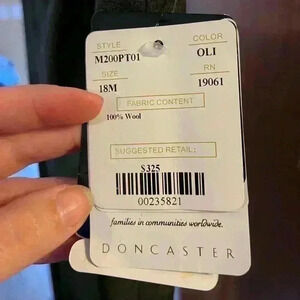 STYLE COLOR
M200PT01 OLI
SIZE RN
18M 19061
FABRIC CONTENT
100% Wool
SUGGESTED RETAIL:
$325
00235821
families in communities worldwide.
DONCASTER